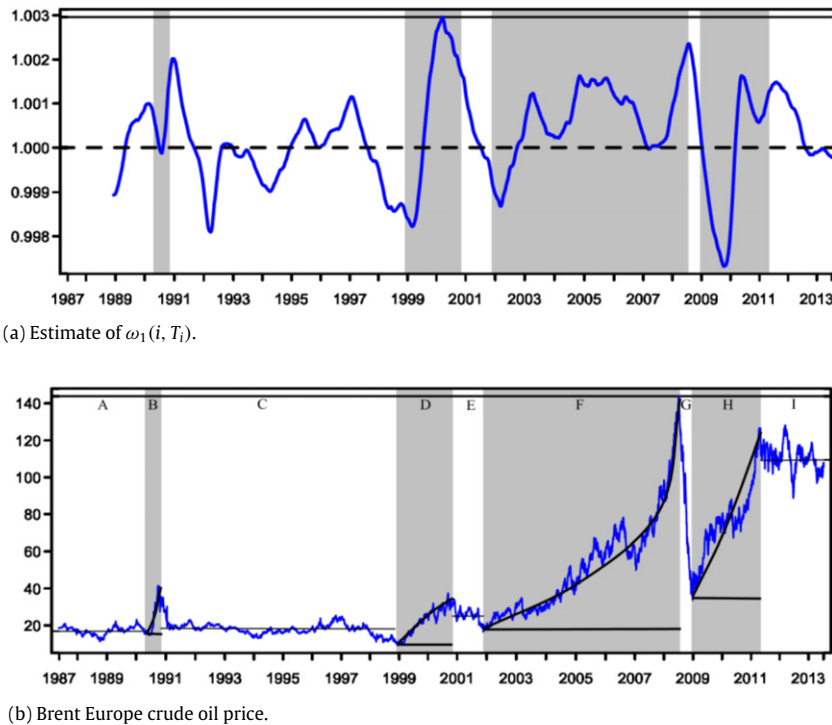 1.003
1.002
1.001
1.000
0.999
0.998
1987 1989 1991 1993 1995 1997 1999 2001 2003 2005 2007 2009 2011 2013
(a) Estimate of ω₁(i, Tᵢ).
140
120
100
80
60
40
20
A B C D E F G H I
1987 1989 1991 1993 1995 1997 1999 2001 2003 2005 2007 2009 2011 2013
(b) Brent Europe crude oil price.